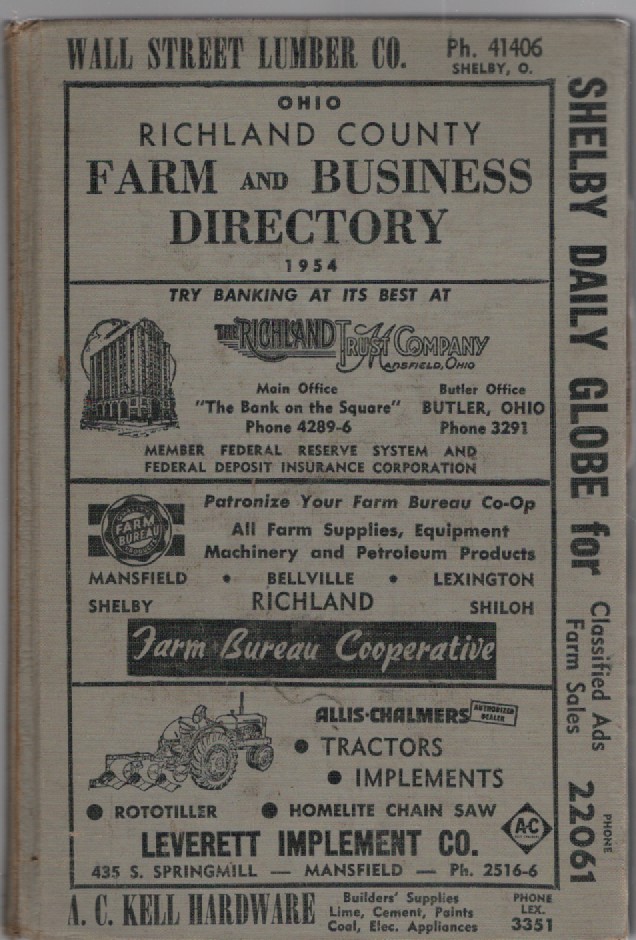 WALL STREET LUMBER CO. Ph. 41406
SHELBY, O.
OHIO
RICHLAND COUNTY
FARM AND BUSINESS
DIRECTORY
1954
TRY BANKING AT ITS BEST AT
THE RICHLAND TRUST COMPANY
MANSFIELD, OHIO
Main Office
"The Bank on the Square"
Phone 4289-6
Butler Office
BUTLER, OHIO
Phone 3291
MEMBER FEDERAL RESERVE SYSTEM AND
FEDERAL DEPOSIT INSURANCE CORPORATION
FARM
BUREAU
Patronize Your Farm Bureau Co-Op
All Farm Supplies, Equipment
Machinery and Petroleum Products
MANSFIELD • BELLVILLE • LEXINGTON
SHELBY RICHLAND SHILOH
Farm Bureau Cooperative
ALLIS-CHALMERS
AUTHORIZED
DEALER
• TRACTORS
• IMPLEMENTS
• ROTOTILLER • HOMELITE CHAIN SAW
A-C
LEVERETT IMPLEMENT CO.
435 S. SPRINGMILL — MANSFIELD — Ph. 2516-6
A. C. KELL HARDWARE
Builders' Supplies
Lime, Cement, Paints
Coal, Elec. Appliances
PHONE
LEX.
3351
SHELBY DAILY GLOBE for
Classified Ads
Farm Sales
PHONE
22061